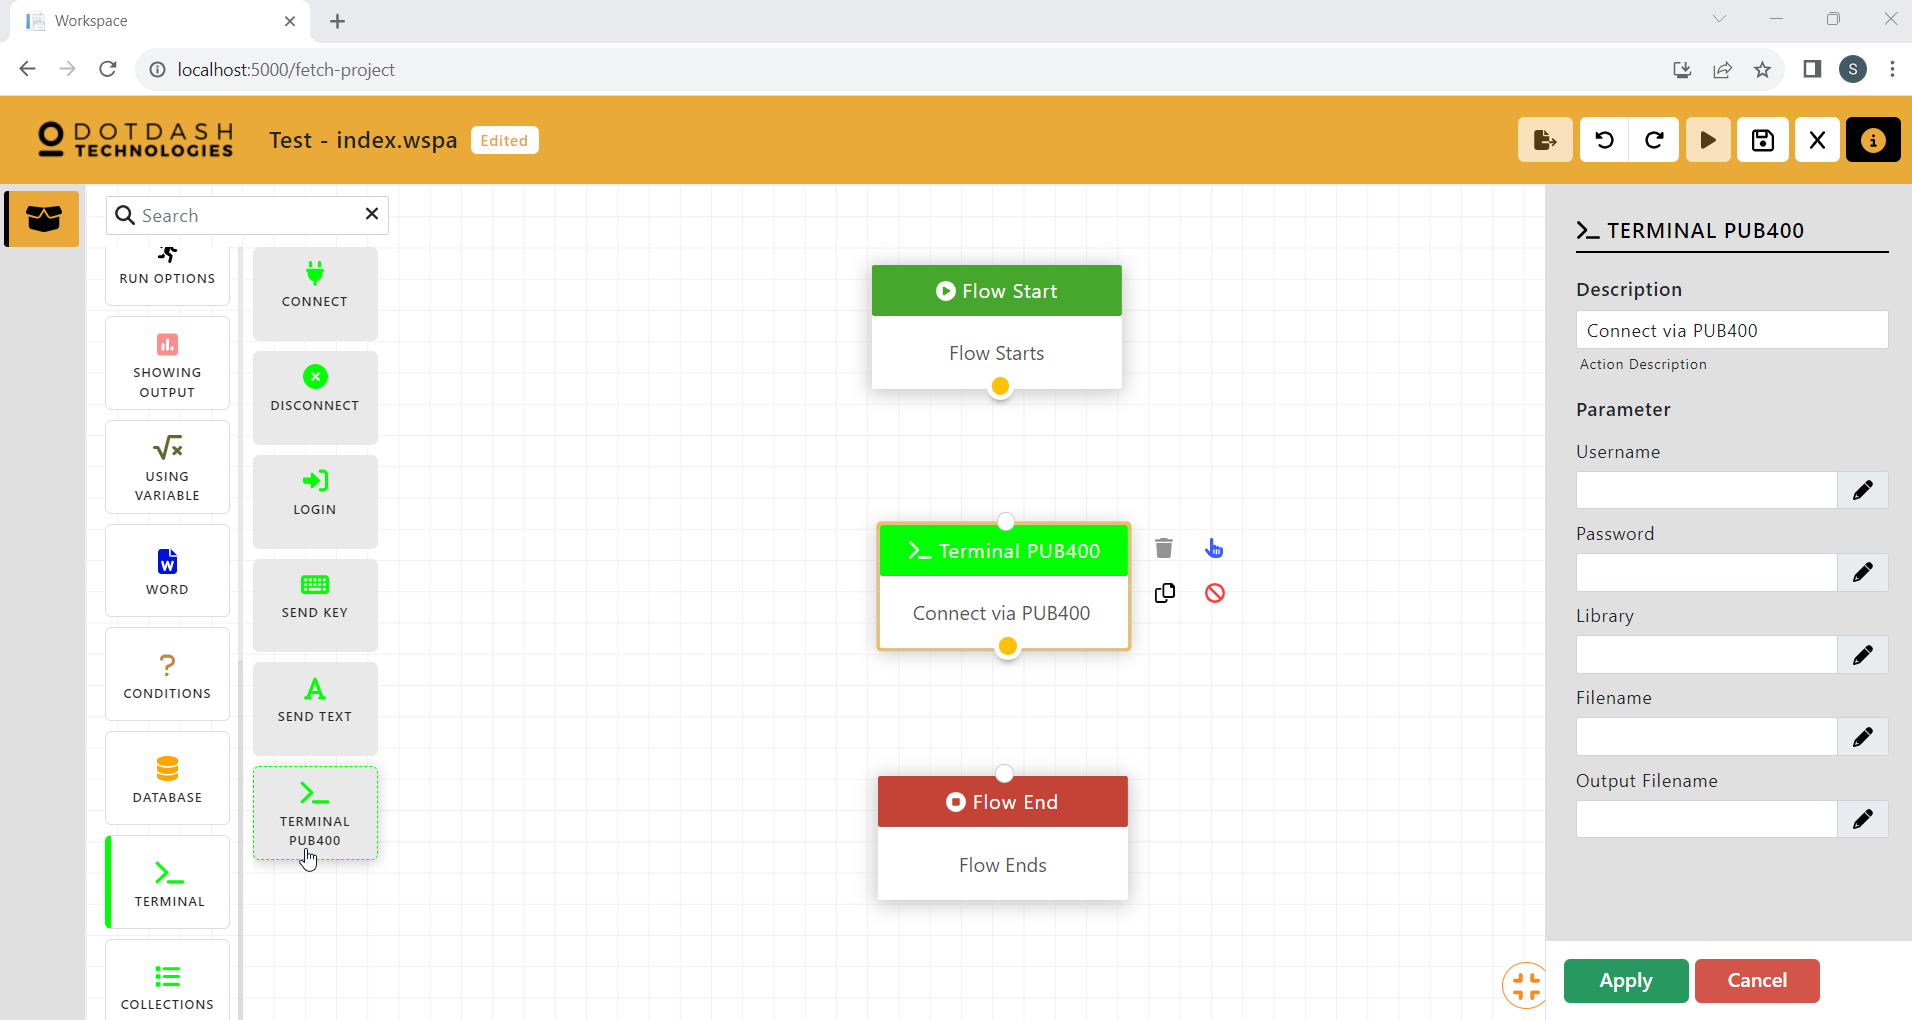 Workspace
localhost:5000/fetch-project
S
DOTDASH
TECHNOLOGIES
Test - index.wspa
Edited
Search
RUN OPTIONS
SHOWING
OUTPUT
USING
VARIABLE
W
WORD
CONDITIONS
DATABASE
TERMINAL
COLLECTIONS
CONNECT
DISCONNECT
LOGIN
SEND KEY
SEND TEXT
TERMINAL
PUB400
Flow Start
Flow Starts
Terminal PUB400
Connect via PUB400
Flow End
Flow Ends
TERMINAL PUB400
Description
Connect via PUB400
Action Description
Parameter
Username
Password
Library
Filename
Output Filename
Apply
Cancel